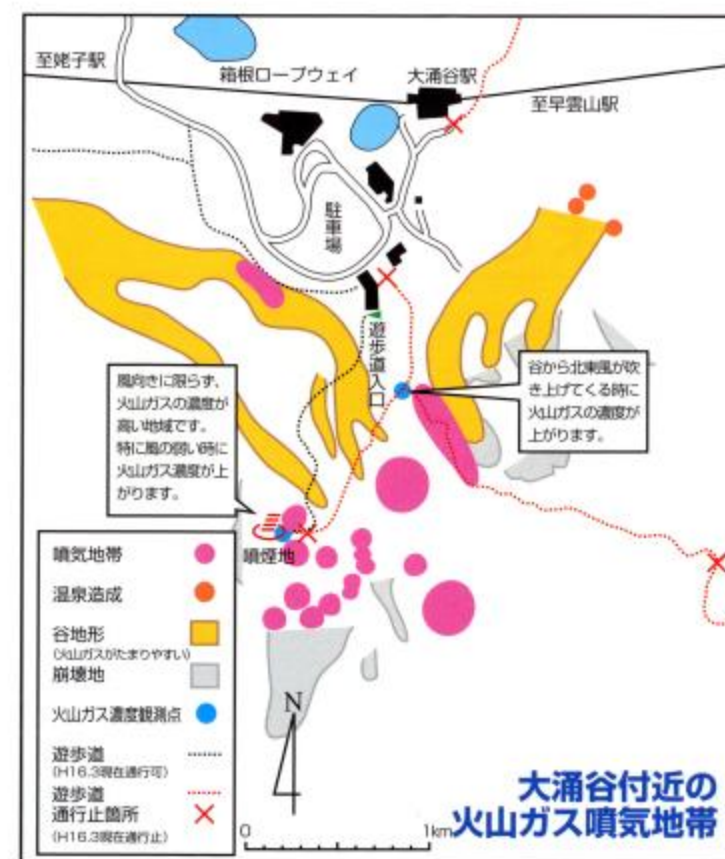 至姥子駅
箱根ロープウェイ
大涌谷駅
至早雲山駅
駐車場
遊歩道入口
風向きに限らず、
火山ガスの濃度が
高い地域です。
特に風の弱い時に
火山ガス濃度が上
がります。
谷から北東風が吹
き上げてくる時に
火山ガスの濃度が
上がります。
噴煙地
噴気地帯
温泉造成
谷地形
(火山ガスがたまりやすい)
崩壊地
火山ガス濃度観測点
遊歩道
(H16.3現在通行可)
遊歩道
通行止箇所
(H16.3現在通行止)
N
0 1km
大涌谷付近の
火山ガス噴気地帯